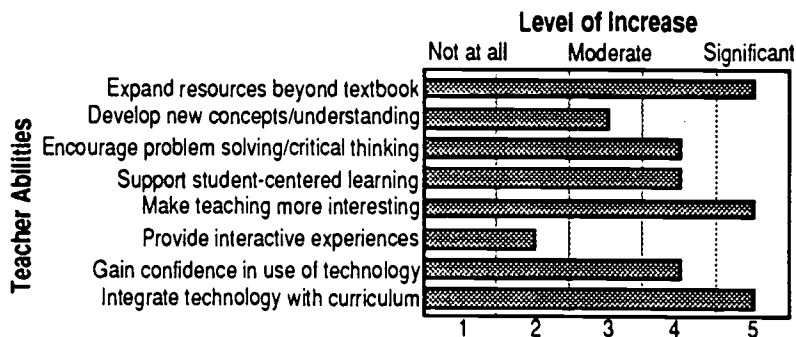 Level of Increase
Not at all Moderate Significant
Teacher Abilities
Expand resources beyond textbook
Develop new concepts/understanding
Encourage problem solving/critical thinking
Support student-centered learning
Make teaching more interesting
Provide interactive experiences
Gain confidence in use of technology
Integrate technology with curriculum
1 2 3 4 5